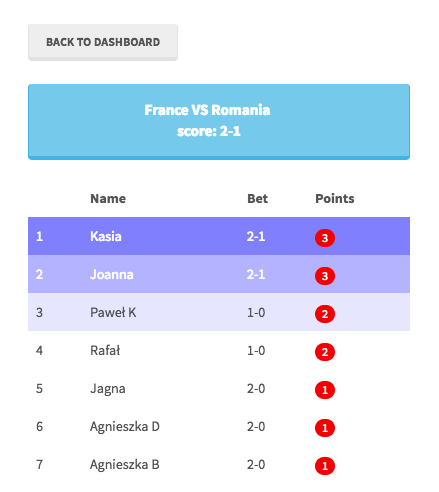 BACK TO DASHBOARD
France VS Romania
score: 2-1
Name Bet Points
1 Kasia 2-1 3
2 Joanna 2-1 3
3 Paweł K 1-0 2
4 Rafał 1-0 2
5 Jagna 2-0 1
6 Agnieszka D 2-0 1
7 Agnieszka B 2-0 1